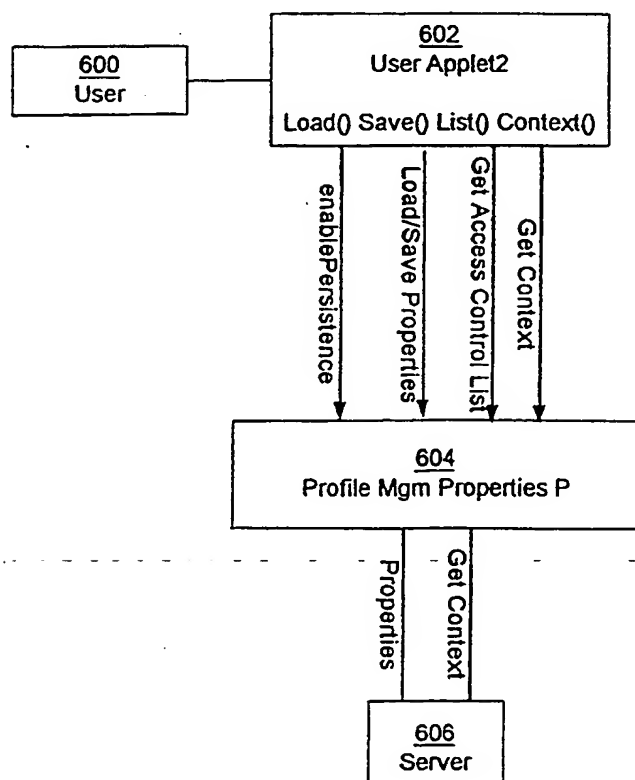 602
User Applet2
600
User
Load() Save() List() Context()
enablePersistence
Load/Save Properties
Get Access Control List
Get Context
604
Profile Mgm Properties P
Properties
Get Context
606
Server